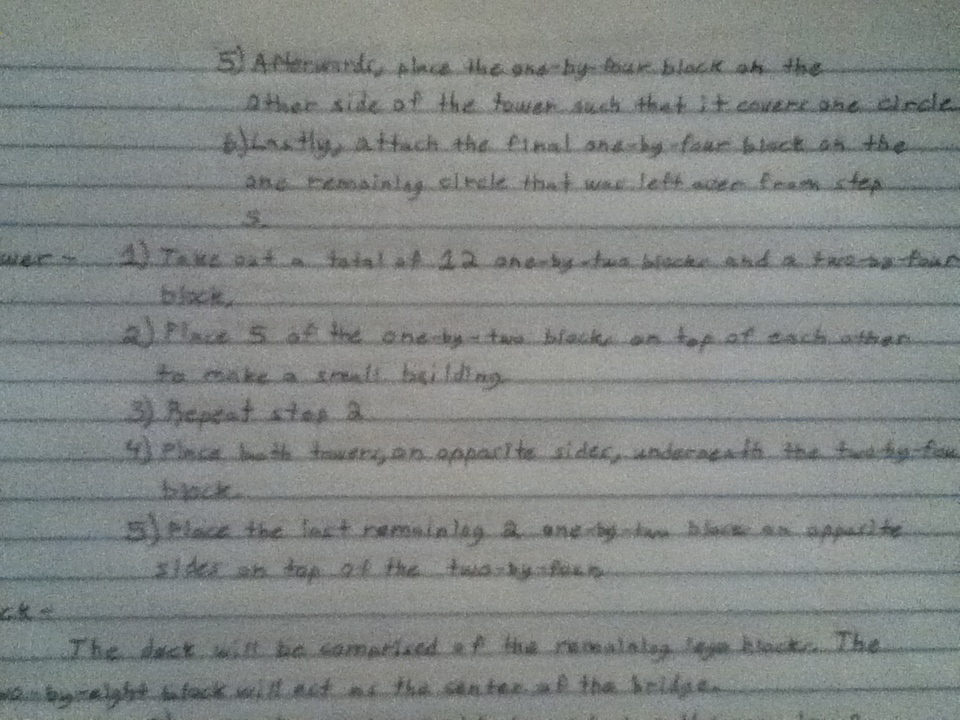 5) Afterwards, place the one-by-four block on the
other side of the tower such that it covers one circle
6) Lastly, attach the final one-by-four block on the
one remaining circle that was left over from step
5.
wer - 1) Take out a total of 12 one-by-two blocks and a two-by-four
block.
2) Place 5 of the one-by-two blocks on top of each other
to make a small building
3) Repeat step 2
4) Place both towers, on opposite sides, underneath the two-by-fou
block.
5) Place the last remaining 2 one-by-two block on opposite
sides on top of the two-by-four
ck -
The deck will be comprised of the remaining lego blocks. The
wo-by-eight block will act as the center of the bridge.